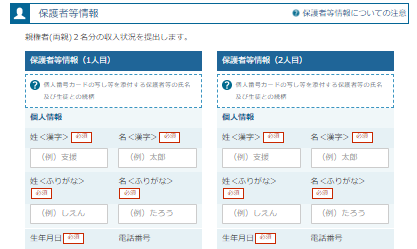 保護者等情報
保護者等情報についての注意
親権者(両親)2名分の収入状況を提出します。
保護者等情報（1人目）
個人番号カードの写し等を添付する保護者等の氏名
及び生徒との続柄
個人情報
姓＜漢字＞ 必須 名＜漢字＞ 必須
（例）支援 （例）太郎
姓＜ふりがな＞ 名＜ふりがな＞
必須 必須
（例）しえん （例）たろう
生年月日 必須 電話番号
保護者等情報（2人目）
個人番号カードの写し等を添付する保護者等の氏名
及び生徒との続柄
個人情報
姓＜漢字＞ 必須 名＜漢字＞ 必須
（例）支援 （例）太郎
姓＜ふりがな＞ 名＜ふりがな＞
必須 必須
（例）しえん （例）たろう
生年月日 必須 電話番号